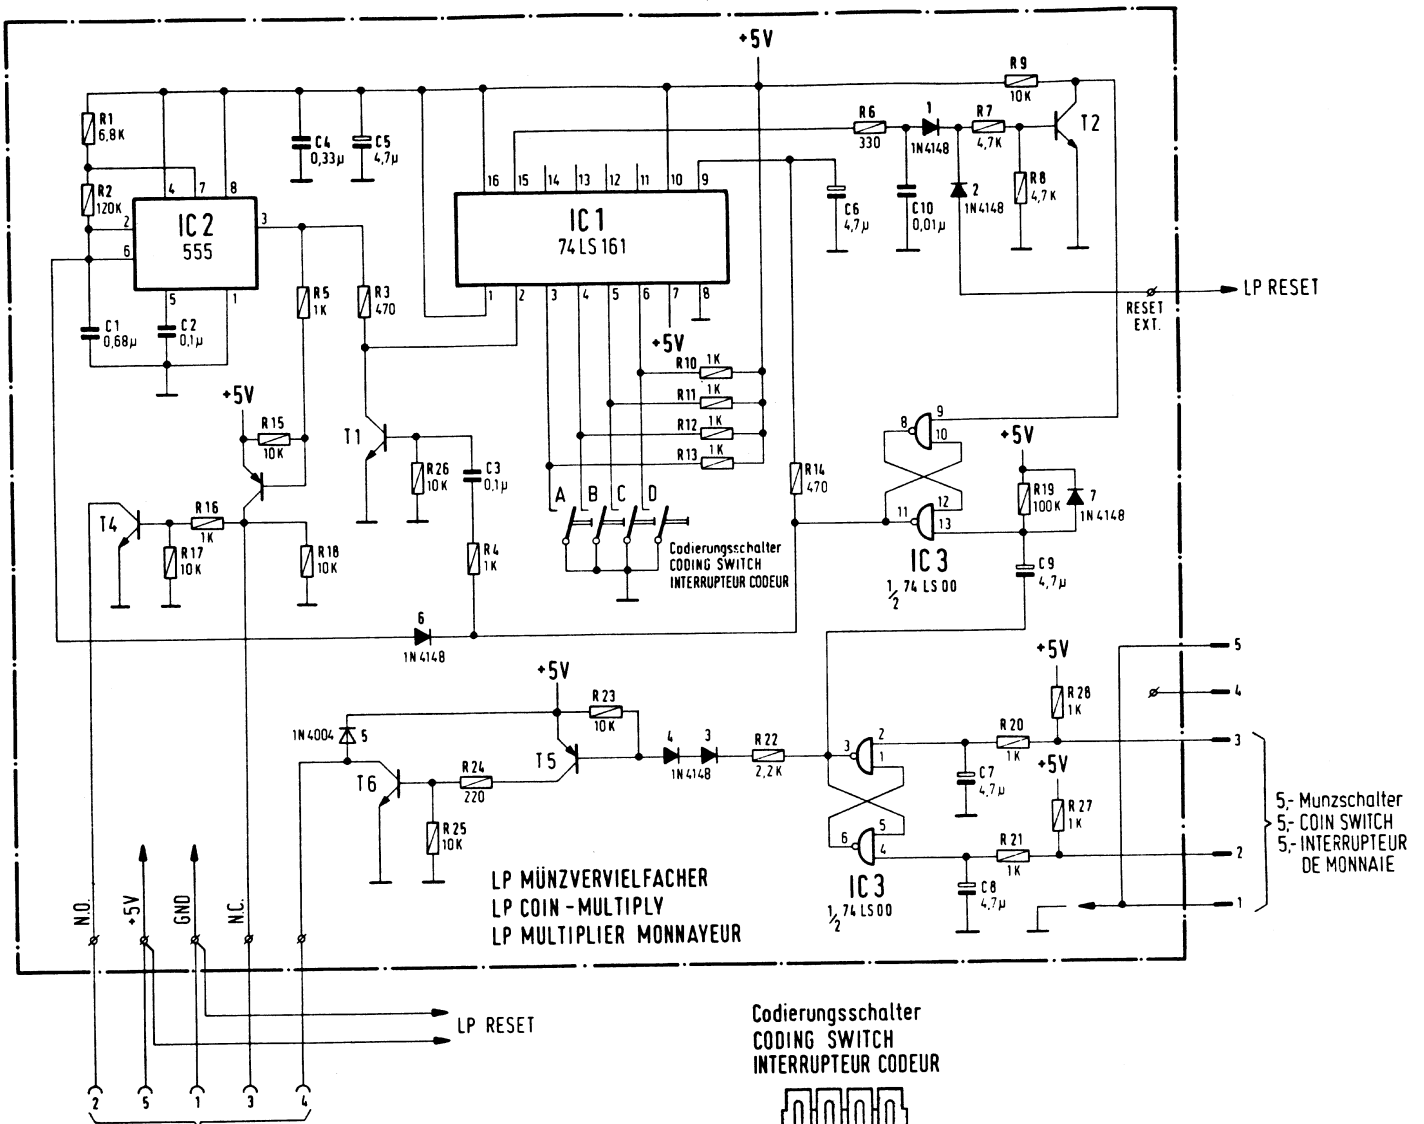 +5V
R9
10K
T2
R1
6,8K
R2
120K
C4
0,33µ
C5
4,7µ
R6
330
1
1N4148
R7
4,7K
R8
4,7K
2
1N4148
C10
0,01µ
C6
4,7µ
4 7 8
2
6
3
5 1
IC 2
555
16 15 14 13 12 11 10 9
IC 1
74LS161
1 2 3 4 5 6 7 8
C1
0,68µ
C2
0,1µ
R5
1K
R3
470
RESET
EXT.
LP RESET
+5V
R10 1K
R11 1K
R12 1K
R13 1K
+5V
R15
10K
T1
R26
10K
C3
0,1µ
R4
1K
A B C D
Codierungsschalter
CODING SWITCH
INTERRUPTEUR CODEUR
R14
470
8
9
10
11
12
13
IC 3
1/2 74 LS 00
+5V
R19
100K
7
1N4148
C9
4,7µ
T4
R16
1K
R17
10K
R18
10K
6
1N4148
+5V
R23
10K
1N4004 5
T5
4 3
1N4148
R22
2,2K
T6
R24
220
R25
10K
3
2
1
6
5
4
IC 3
1/2 74 LS 00
C7
4,7µ
C8
4,7µ
R20
1K
R21
1K
+5V
R28
1K
+5V
R27
1K
5
4
3
2
1
5,- Munzschalter
5,- COIN SWITCH
5,- INTERRUPTEUR
DE MONNAIE
LP MÜNZVERVIELFACHER
LP COIN-MULTIPLY
LP MULTIPLIER MONNAYEUR
N.O.
+5V
GND
N.C.
LP RESET
2 5 1 3 4
Codierungsschalter
CODING SWITCH
INTERRUPTEUR CODEUR